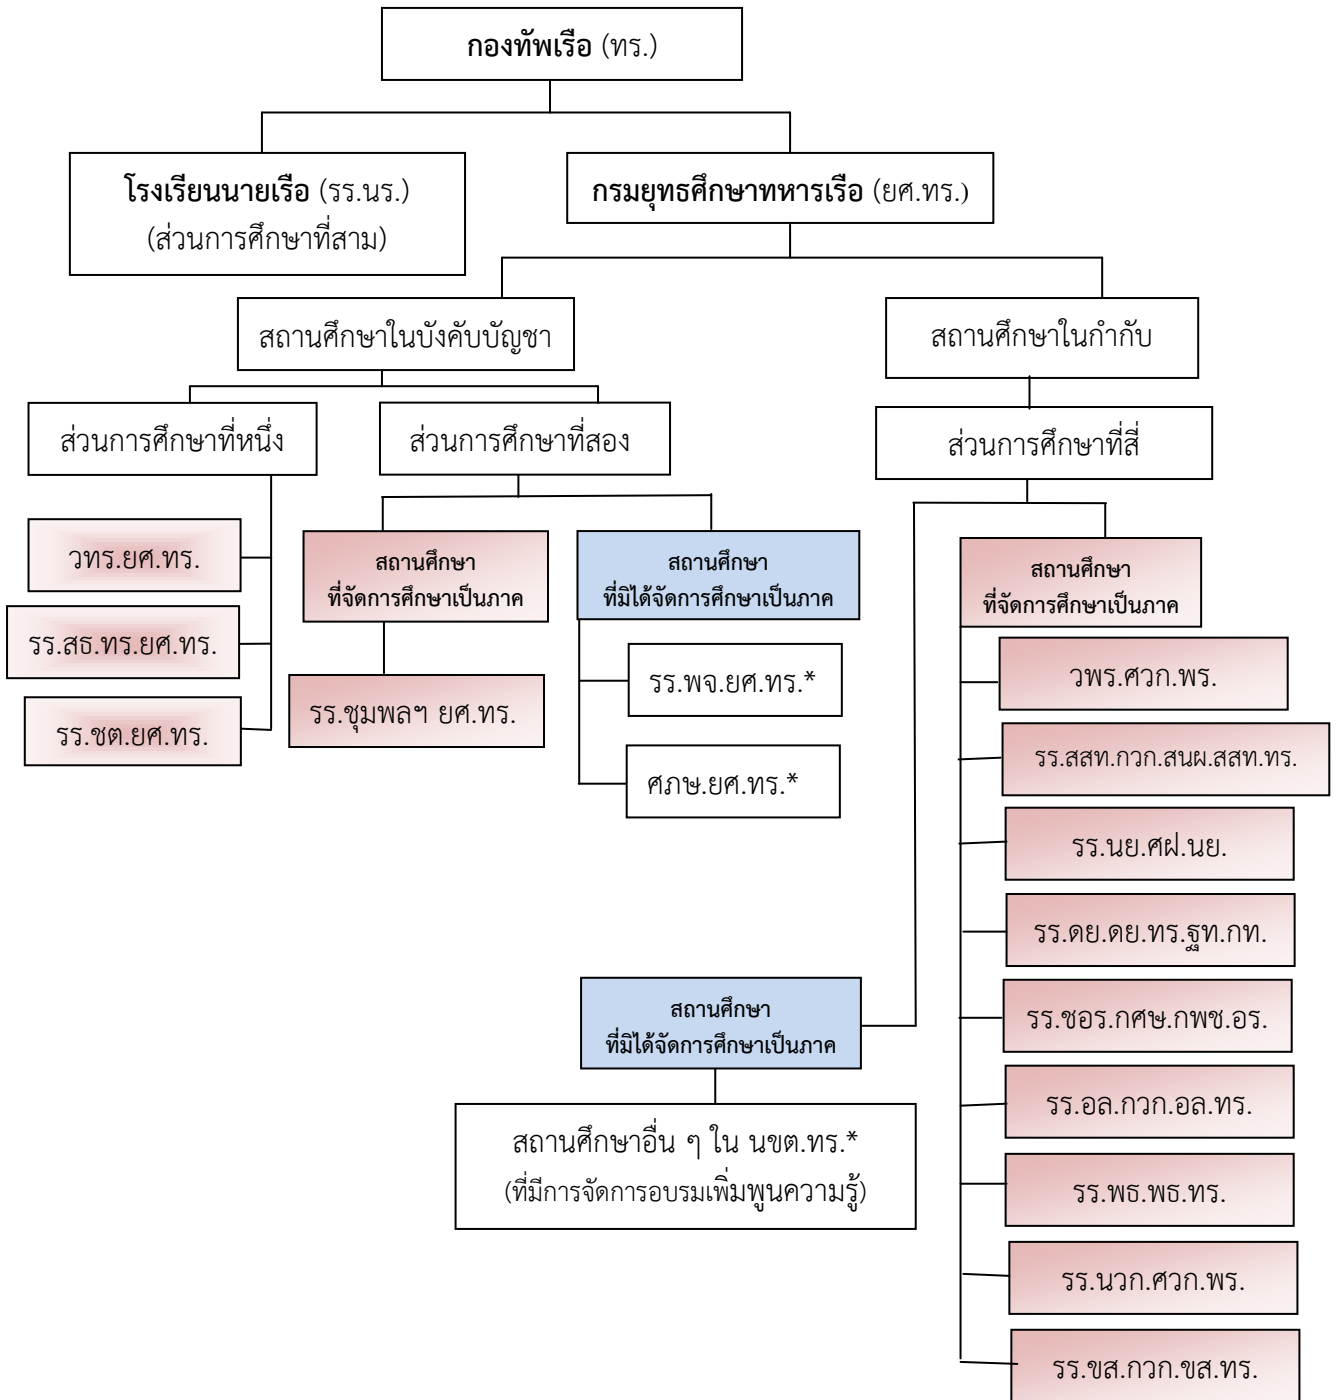 กองทัพเรือ (ทร.)
โรงเรียนนายเรือ (รร.นร.)
(ส่วนการศึกษาที่สาม)
กรมยุทธศึกษาทหารเรือ (ยศ.ทร.)
สถานศึกษาในบังคับบัญชา
สถานศึกษาในกำกับ
ส่วนการศึกษาที่หนึ่ง
ส่วนการศึกษาที่สอง
ส่วนการศึกษาที่สี่
วทร.ยศ.ทร.
รร.สธ.ทร.ยศ.ทร.
รร.ชต.ยศ.ทร.
สถานศึกษา
ที่จัดการศึกษาเป็นภาค
รร.ชุมพลฯ ยศ.ทร.
สถานศึกษา
ที่มิได้จัดการศึกษาเป็นภาค
รร.พจ.ยศ.ทร.*
ศภษ.ยศ.ทร.*
สถานศึกษา
ที่จัดการศึกษาเป็นภาค
วพร.ศวก.พร.
รร.สสท.กวก.สนผ.สสท.ทร.
รร.นย.ศฝ.นย.
รร.ดย.ดย.ทร.ฐท.กท.
รร.ชอร.กศษ.กพช.อร.
รร.อล.กวก.อล.ทร.
รร.พธ.พธ.ทร.
รร.นวก.ศวก.พร.
รร.ขส.กวก.ขส.ทร.
สถานศึกษา
ที่มิได้จัดการศึกษาเป็นภาค
สถานศึกษาอื่น ๆ ใน นขต.ทร.*
(ที่มีการจัดการอบรมเพิ่มพูนความรู้)